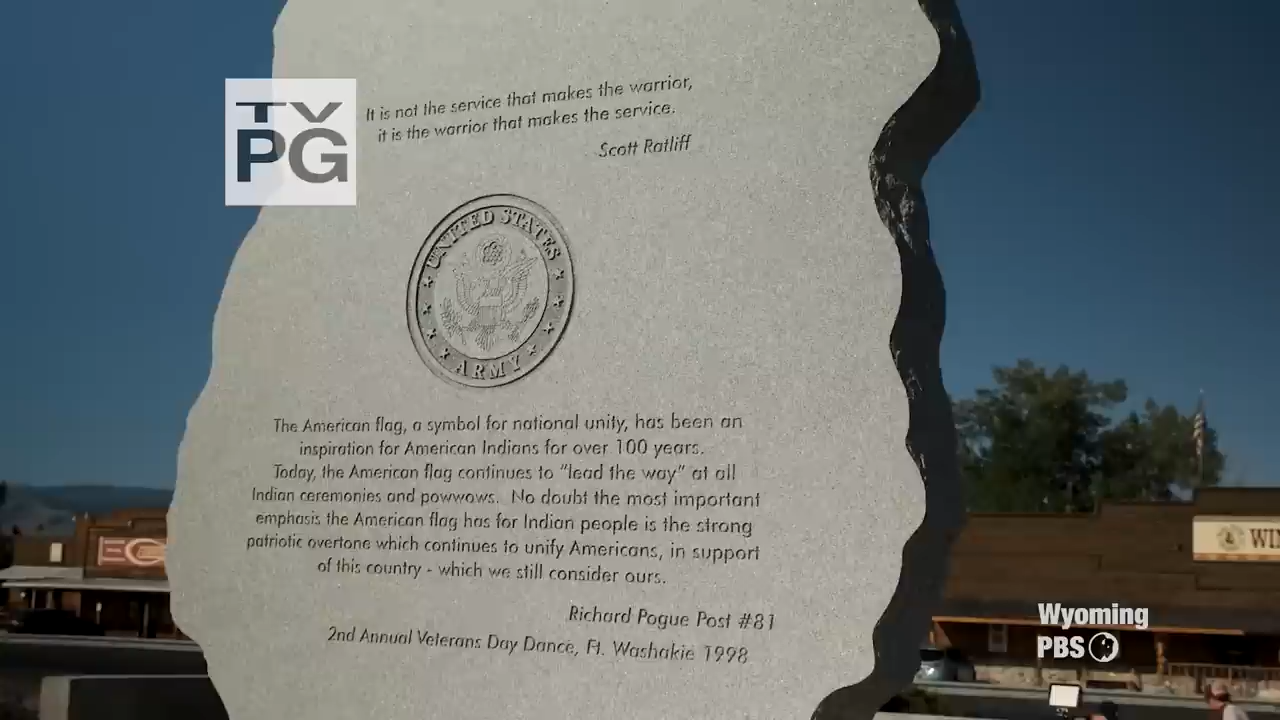 TV
PG
It is not the service that makes the warrior,
it is the warrior that makes the service.
Scott Ratliff
UNITED STATES
ARMY
The American flag, a symbol for national unity, has been an
inspiration for American Indians for over 100 years.
Today, the American flag continues to "lead the way" at all
Indian ceremonies and powwows. No doubt the most important
emphasis the American flag has for Indian people is the strong
patriotic overtone which continues to unify Americans, in support
of this country - which we still consider ours.
Richard Pogue Post #81
2nd Annual Veterans Day Dance, Ft. Washakie 1998
Wyoming
PBS